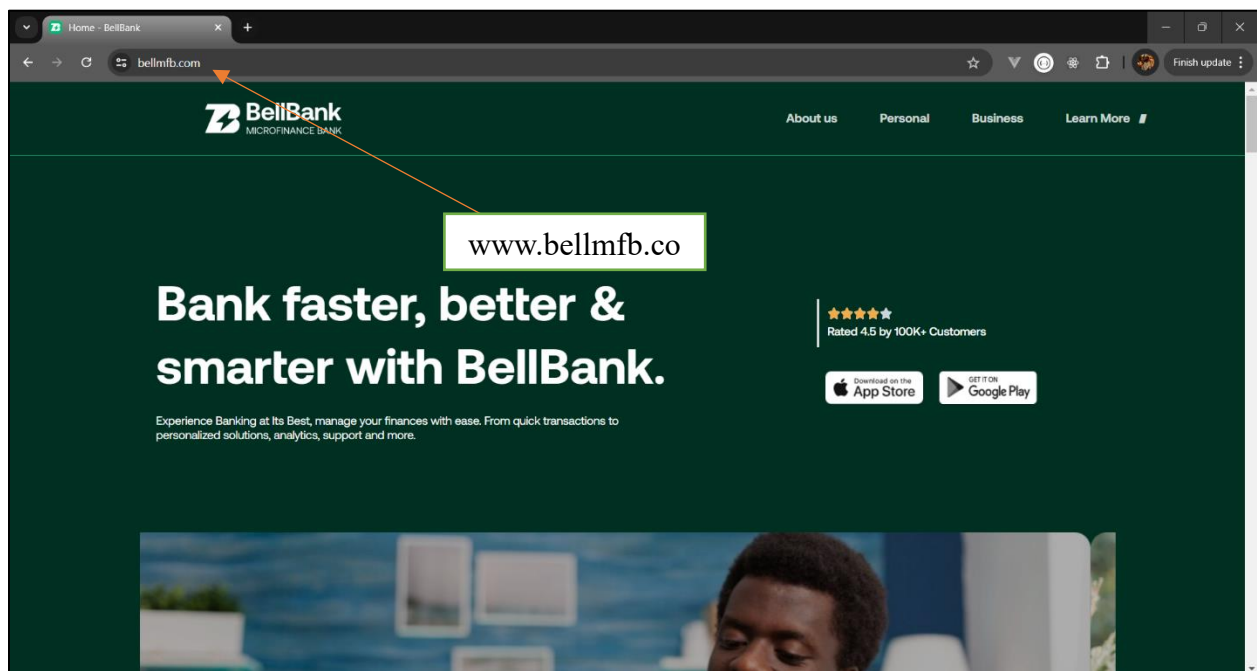 Home - BellBank
bellmfb.com
Finish update
BellBank
MICROFINANCE BANK
About us
Personal
Business
Learn More
www.bellmfb.co
Bank faster, better &
smarter with BellBank.
Rated 4.5 by 100K+ Customers
Download on the
App Store
GET IT ON
Google Play
Experience Banking at Its Best, manage your finances with ease. From quick transactions to
personalized solutions, analytics, support and more.